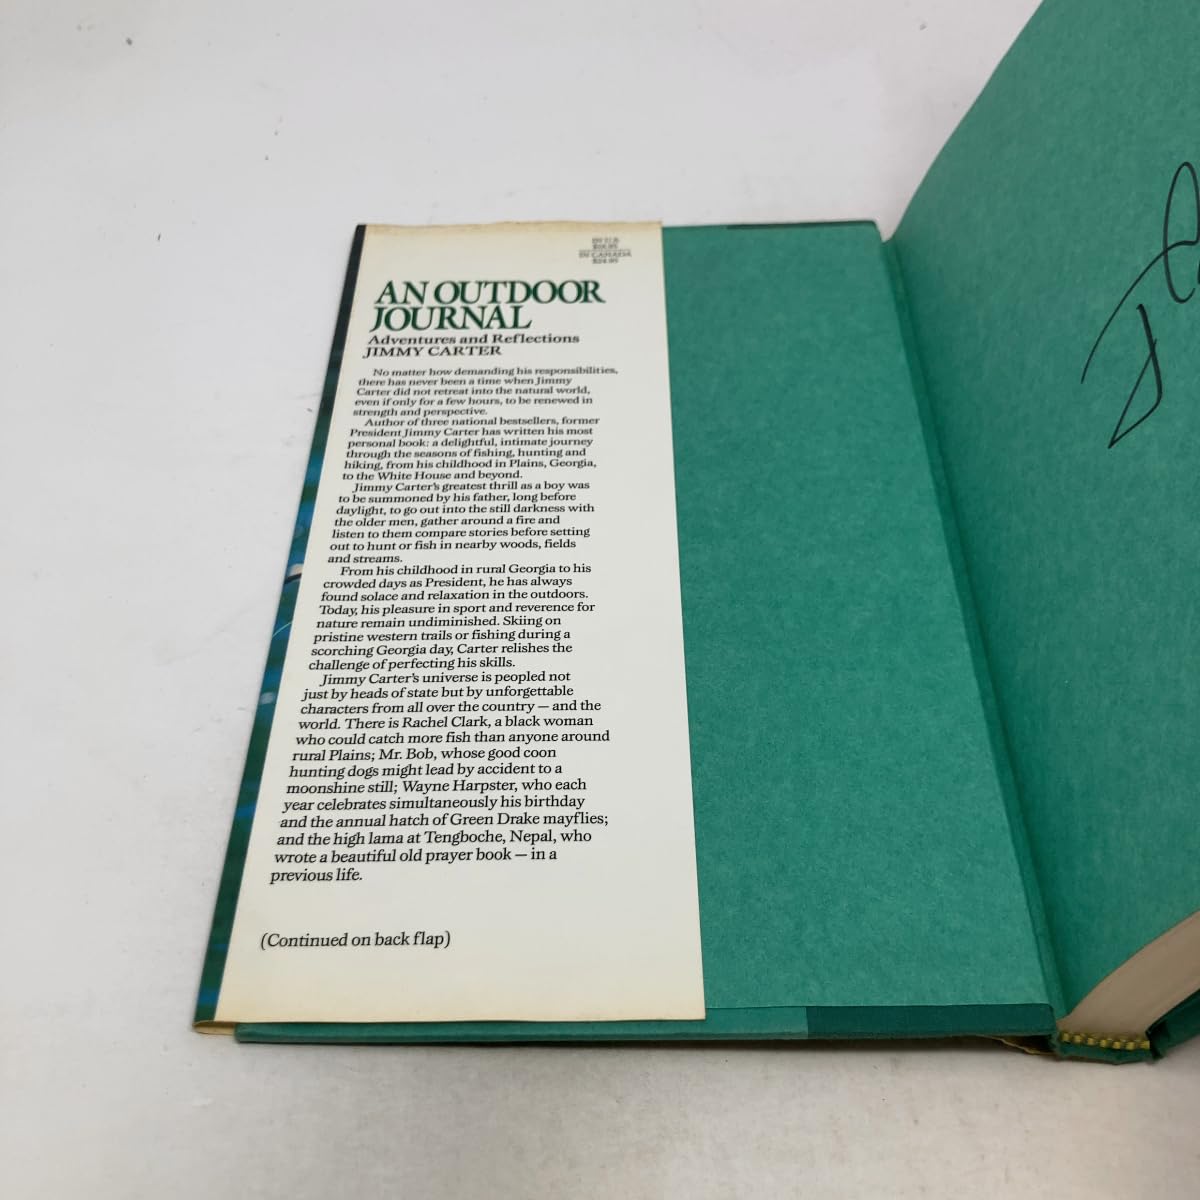 IN U.S.
IN CANADA
AN OUTDOOR
JOURNAL
Adventures and Reflections
JIMMY CARTER
No matter how demanding his responsibilities,
there has never been a time when Jimmy
Carter did not retreat into the natural world,
even if only for a few hours, to be renewed in
strength and perspective.
Author of three national bestsellers, former
President Jimmy Carter has written his most
personal book: a delightful, intimate journey
through the seasons of fishing, hunting and
hiking, from his childhood in Plains, Georgia,
to the White House and beyond.
Jimmy Carter's greatest thrill as a boy was
to be summoned by his father, long before
daylight, to go out into the still darkness with
the older men, gather around a fire and
listen to them compare stories before setting
out to hunt or fish in nearby woods, fields
and streams.
From his childhood in rural Georgia to his
crowded days as President, he has always
found solace and relaxation in the outdoors.
Today, his pleasure in sport and reverence for
nature remain undiminished. Skiing on
pristine western trails or fishing during a
scorching Georgia day, Carter relishes the
challenge of perfecting his skills.
Jimmy Carter's universe is peopled not
just by heads of state but by unforgettable
characters from all over the country — and the
world. There is Rachel Clark, a black woman
who could catch more fish than anyone around
rural Plains; Mr. Bob, whose good coon
hunting dogs might lead by accident to a
moonshine still; Wayne Harpster, who each
year celebrates simultaneously his birthday
and the annual hatch of Green Drake mayflies;
and the high lama at Tengboche, Nepal, who
wrote a beautiful old prayer book — in a
previous life.
(Continued on back flap)